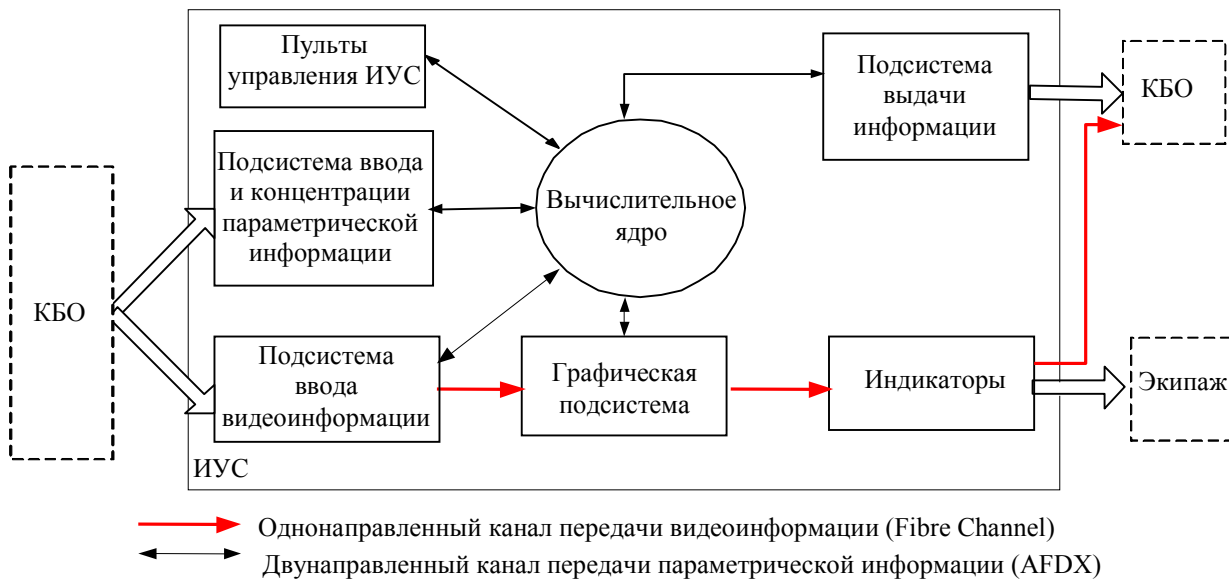 Пульты
управления ИУС
Подсистема
выдачи
информации
КБО
Подсистема ввода
и концентрации
параметрической
информации
Вычислительное
ядро
КБО
Подсистема
ввода
видеоинформации
Графическая
подсистема
Индикаторы
Экипаж
ИУС
Однонаправленный канал передачи видеоинформации (Fibre Channel)
Двунаправленный канал передачи параметрической информации (AFDX)